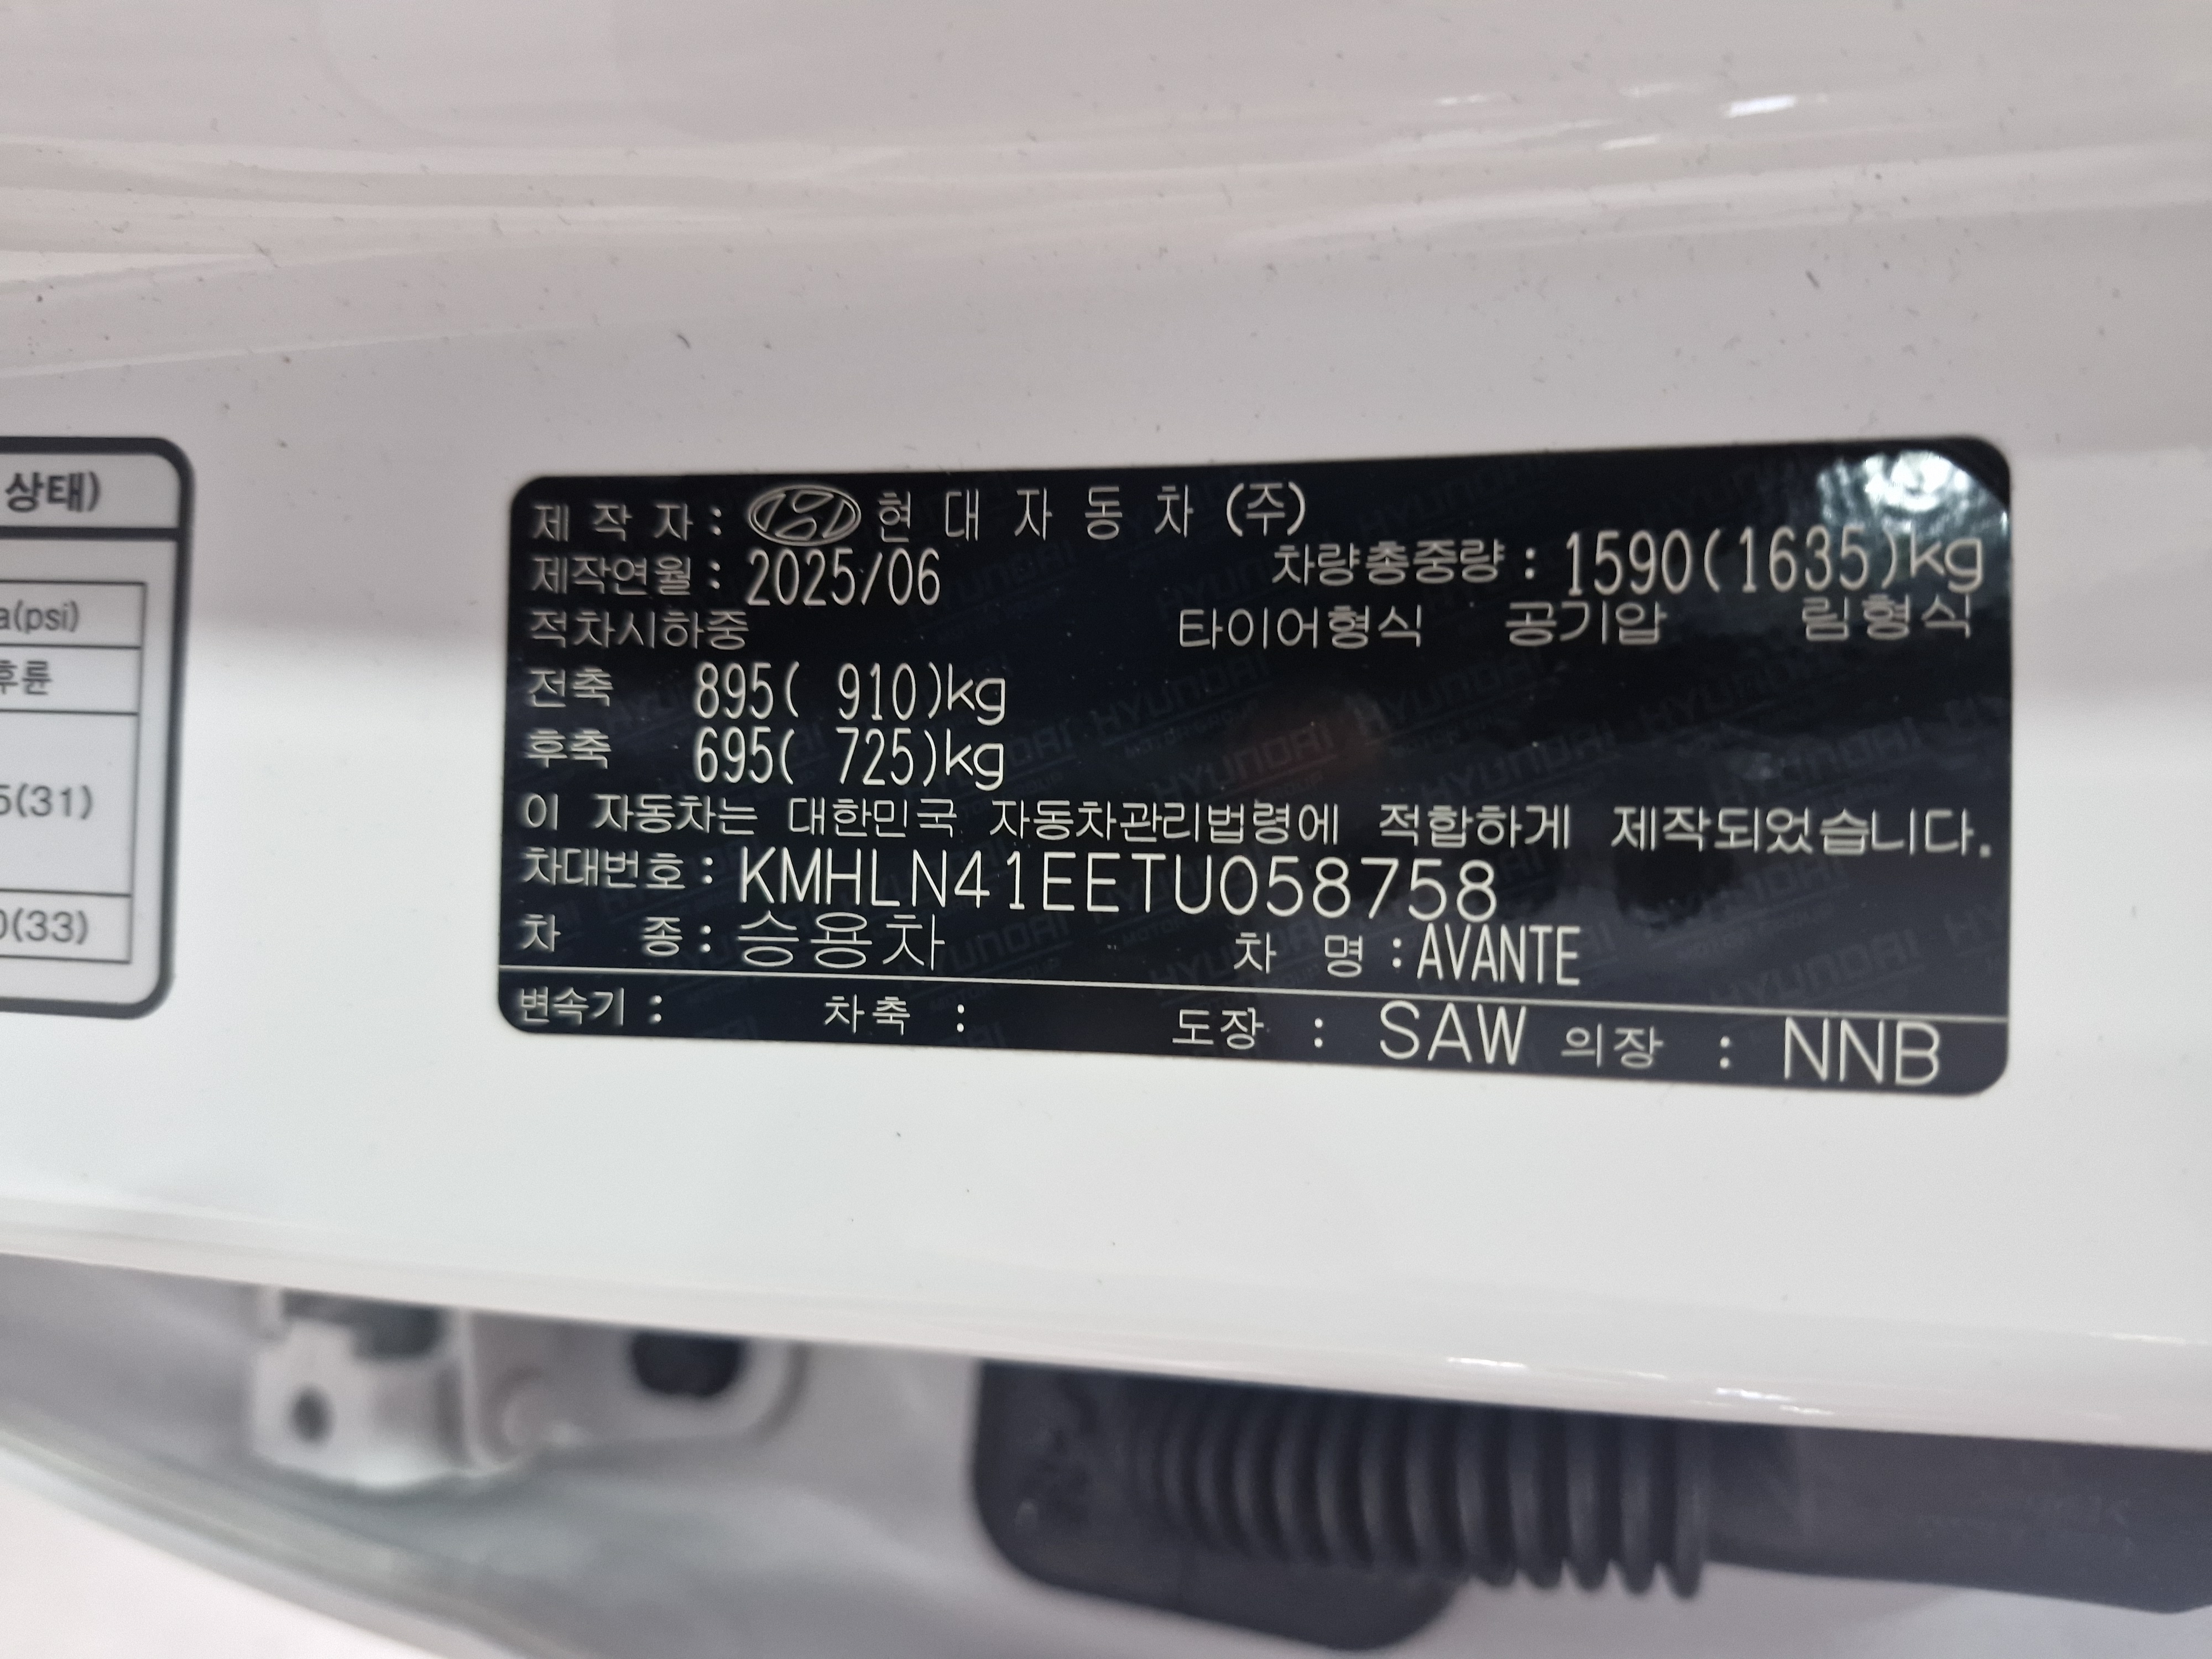 상태)
a(psi)
후륜
5(31)
0(33)
제 작 자 : 현 대 자 동 차 (주)
제작연월 : 2025/06 차량총중량 : 1590(1635)kg
적차시하중 타이어형식 공기압 림형식
전축 895( 910)kg
후축 695( 725)kg
이 자동차는 대한민국 자동차관리법령에 적합하게 제작되었습니다.
차대번호 : KMHLN41EETU058758
차 종 : 승용차 차 명 : AVANTE
변속기 : 차축 : 도장 : SAW 의장 : NNB